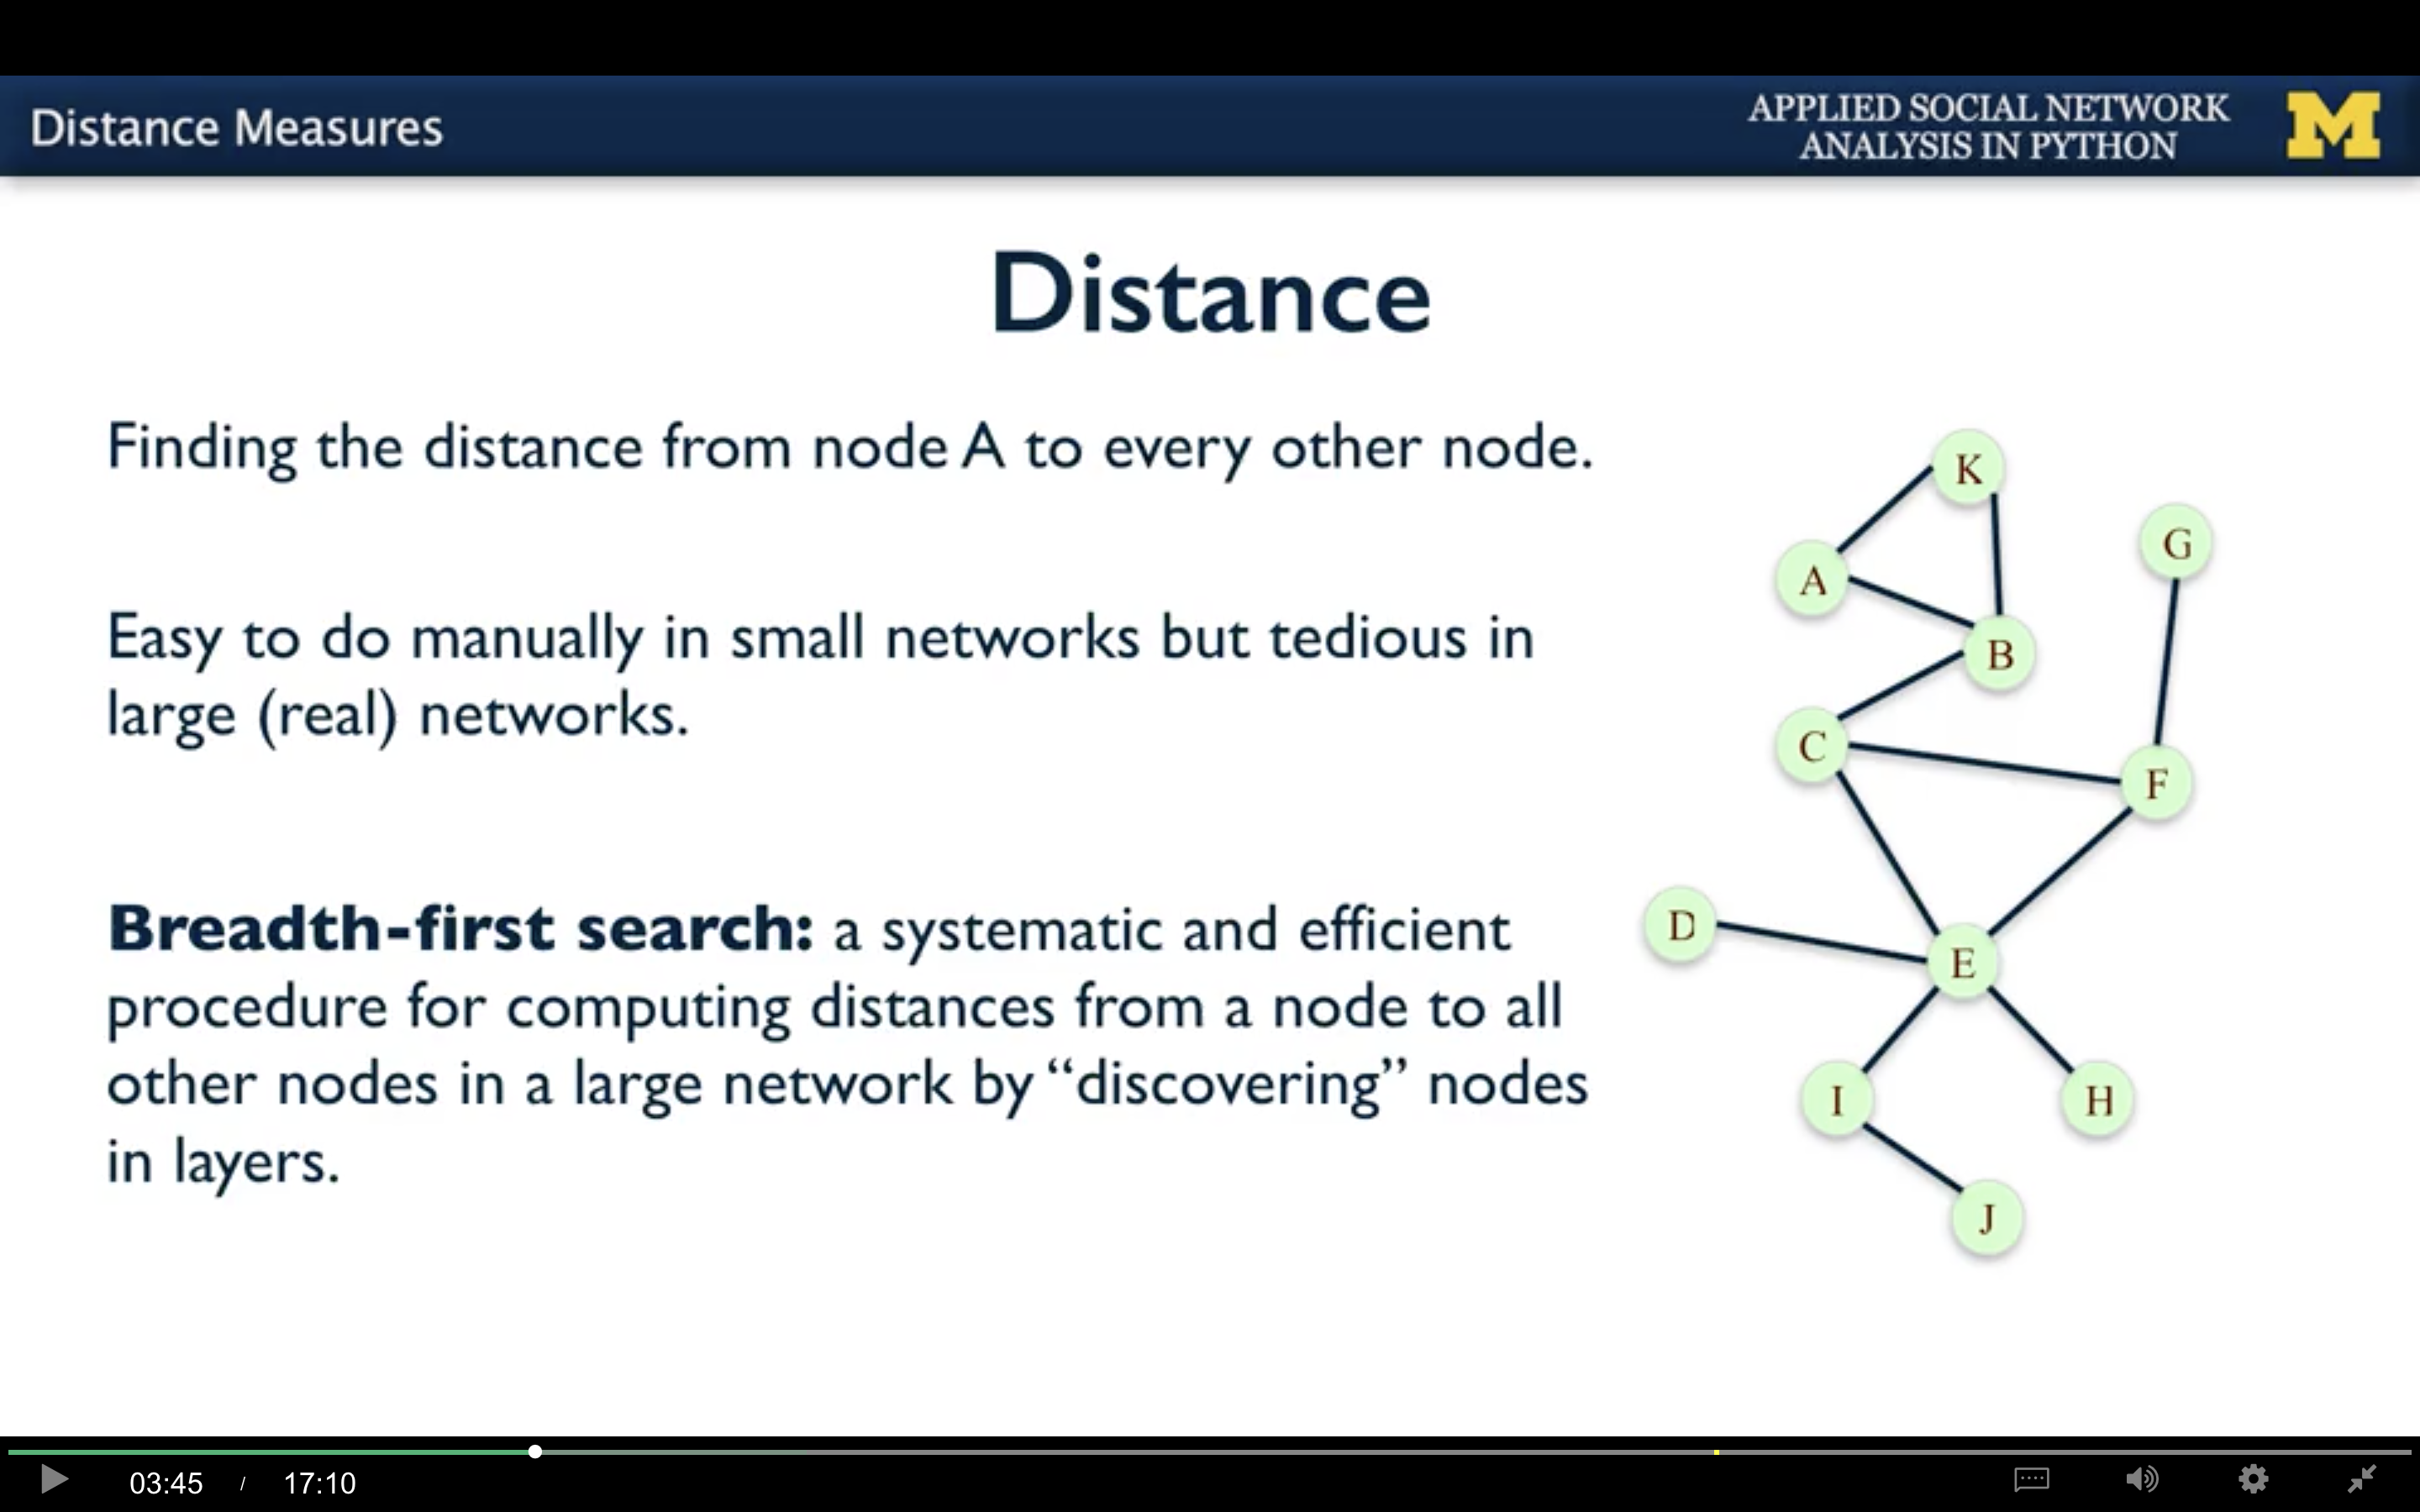 Distance Measures
APPLIED SOCIAL NETWORK
ANALYSIS IN PYTHON
M
Distance
Finding the distance from node A to every other node.
Easy to do manually in small networks but tedious in
large (real) networks.
Breadth-first search: a systematic and efficient
procedure for computing distances from a node to all
other nodes in a large network by “discovering” nodes
in layers.
K
G
A
B
C
F
D
E
I
H
J
03:45 / 17:10